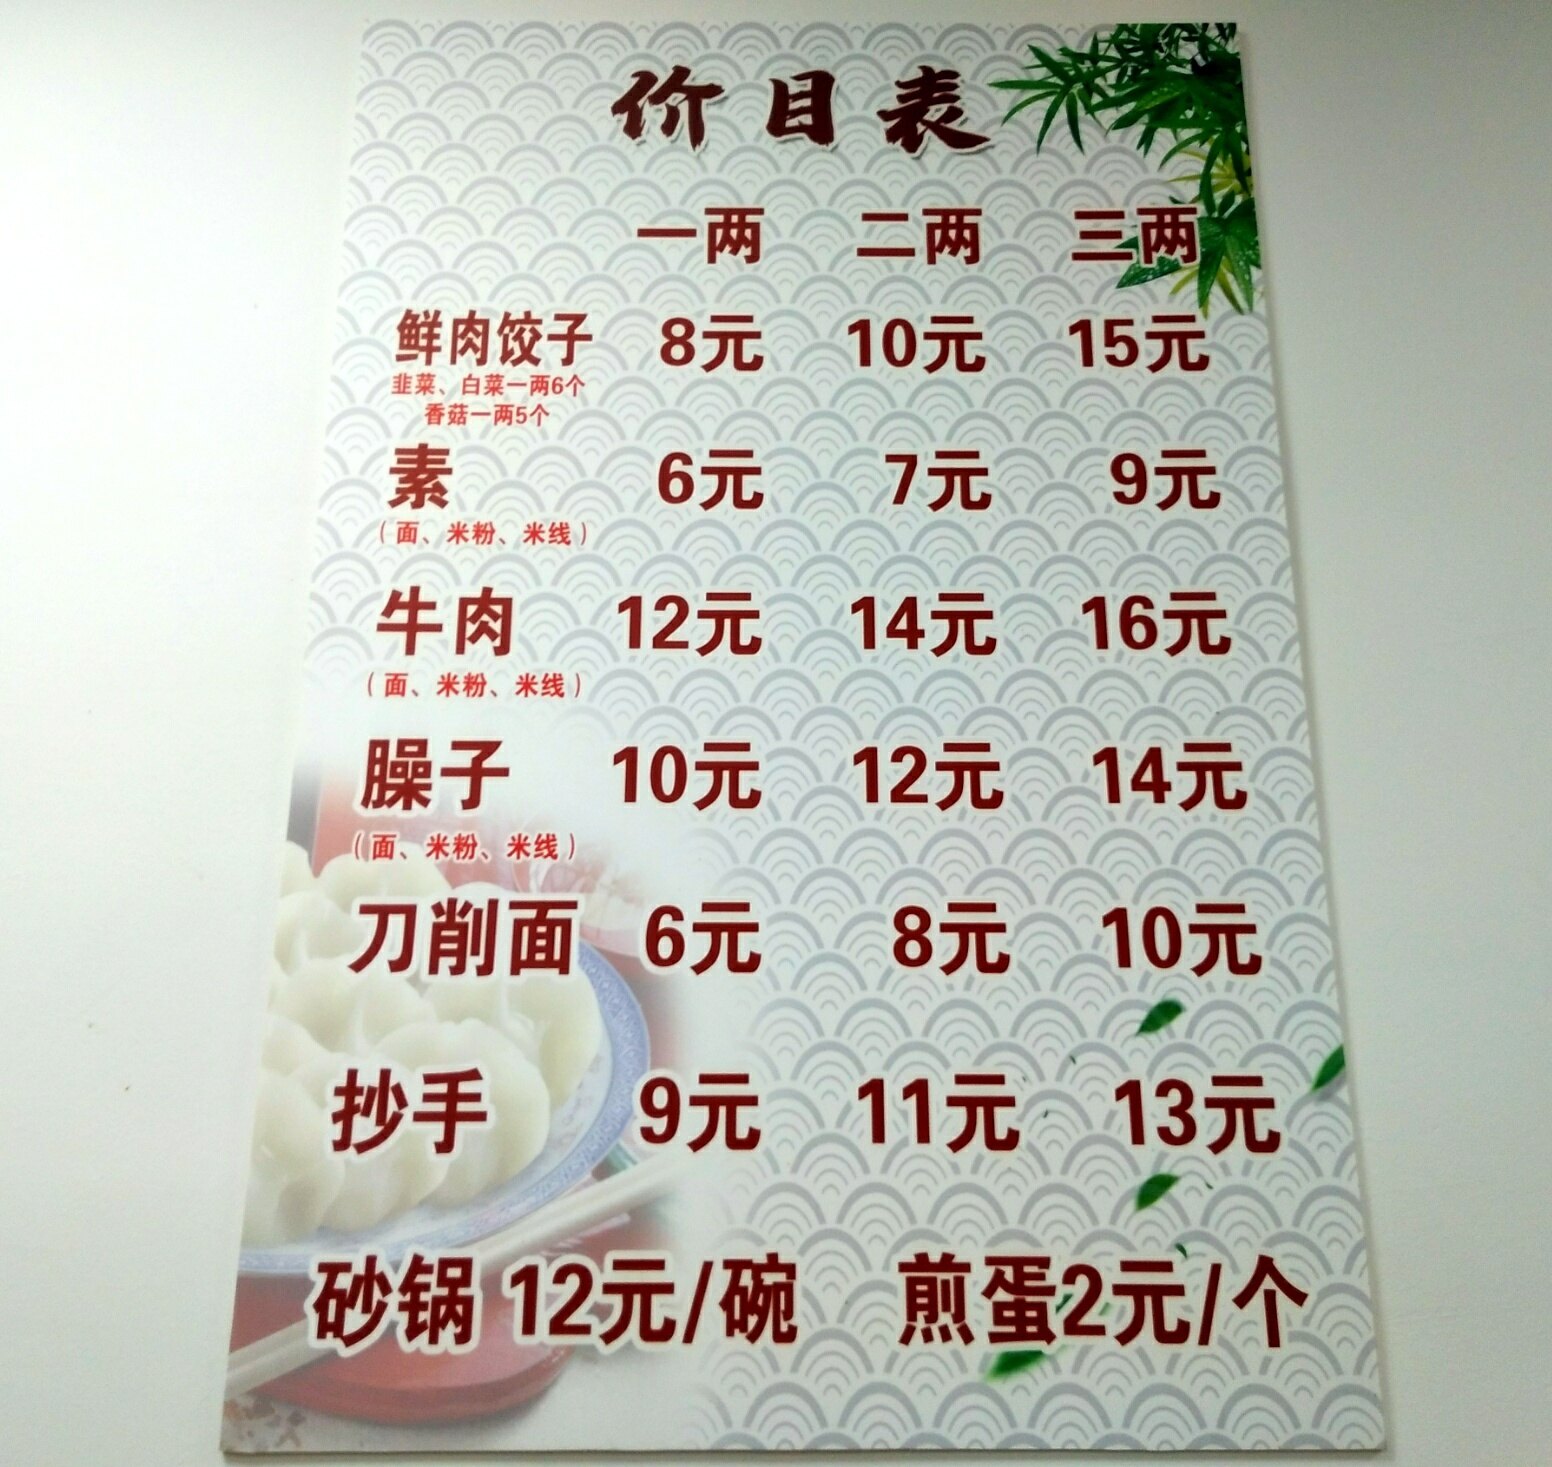 价目表
一两 二两 三两
鲜肉饺子 8元 10元 15元
韭菜、白菜一两6个
香菇一两5个
素 6元 7元 9元
（面、米粉、米线）
牛肉 12元 14元 16元
（面、米粉、米线）
臊子 10元 12元 14元
（面、米粉、米线）
刀削面 6元 8元 10元
抄手 9元 11元 13元
砂锅 12元/碗 煎蛋2元/个